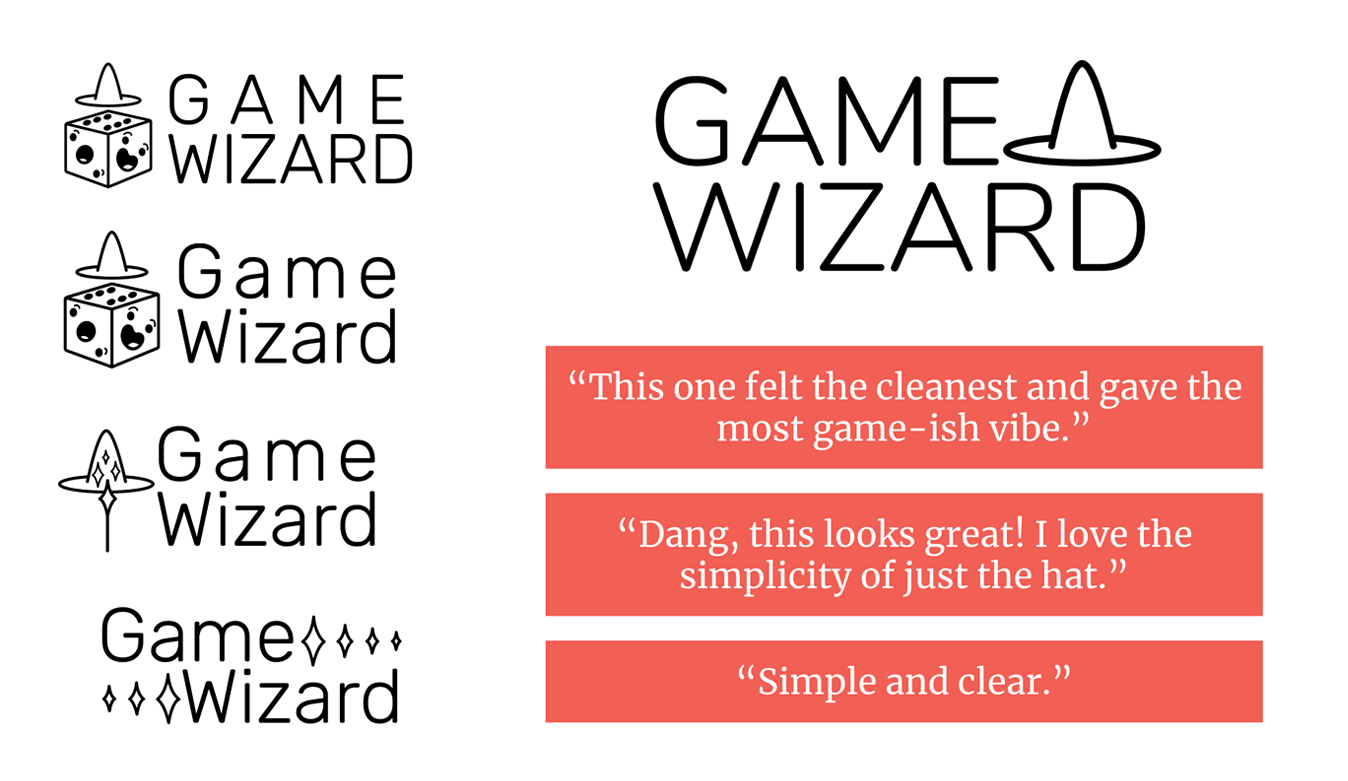 GAME
WIZARD
Game
Wizard
Game
Wizard
Game
Wizard
GAME
WIZARD
“This one felt the cleanest and gave the
most game-ish vibe.”
“Dang, this looks great! I love the
simplicity of just the hat.”
“Simple and clear.”